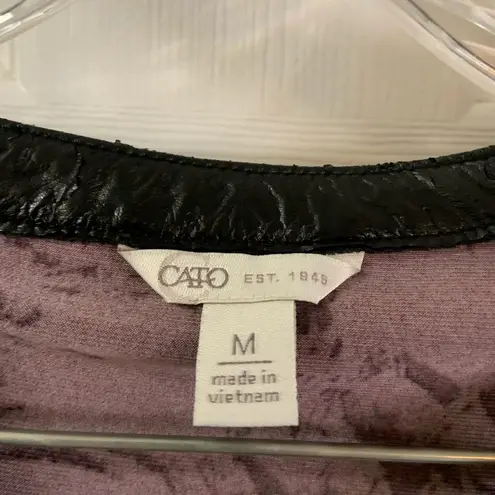 CATO EST. 1946
M
made in
vietnam